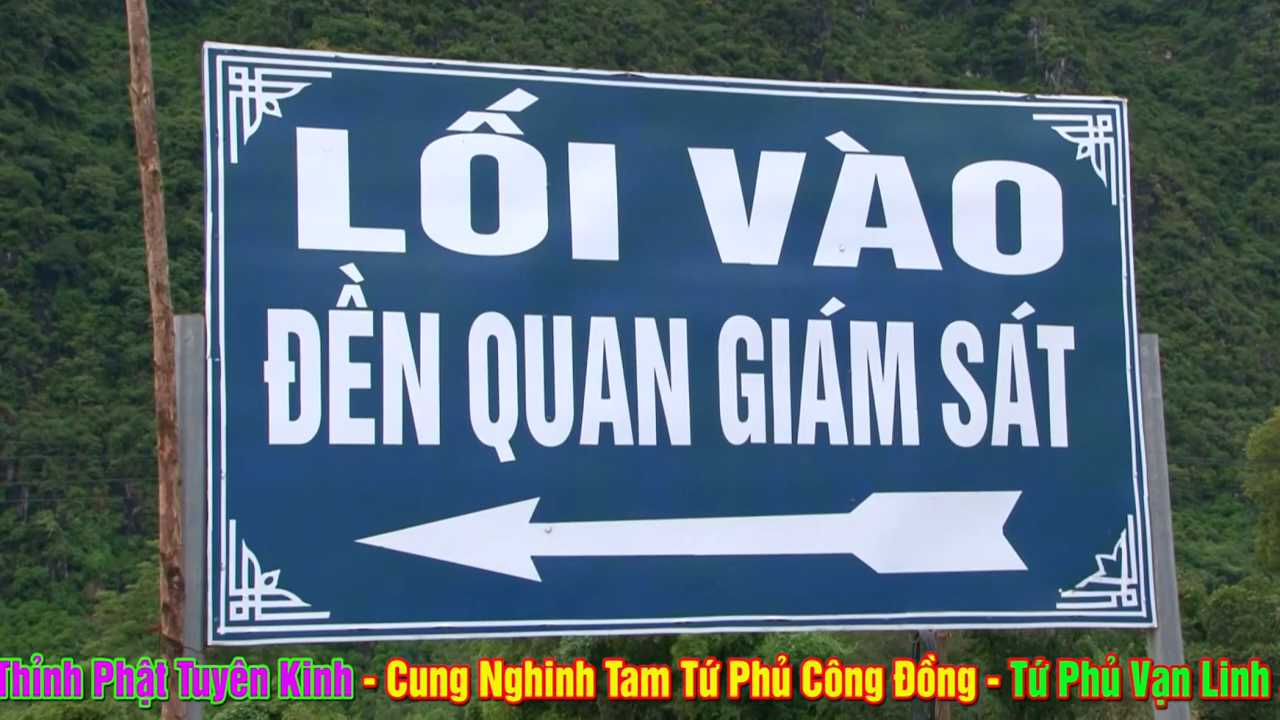 LỐI VÀO
ĐỀN QUAN GIÁM SÁT
Thỉnh Phật Tuyên Kinh - Cung Nghinh Tam Tứ Phủ Công Đồng - Tứ Phủ Vạn Linh